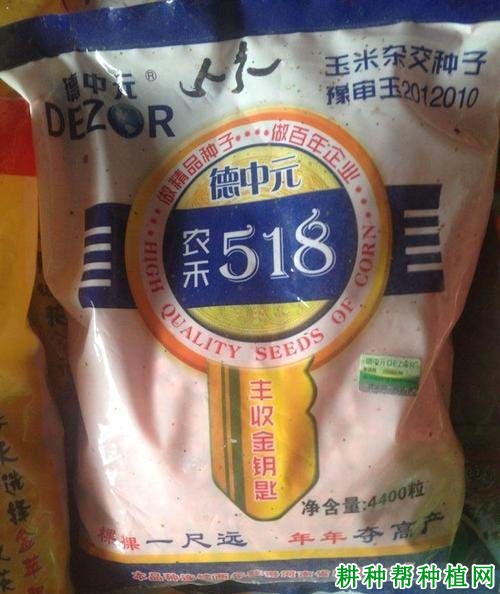 德中元®
DEZOR
玉米杂交种子
豫审玉2012010
做精品种子····做百年企业
德中元
农禾 518
HIGH QUALITY SEEDS OF CORN
丰收金钥匙
净含量:4400粒
棵棵一尺远 年年夺高产
耕种帮种植网